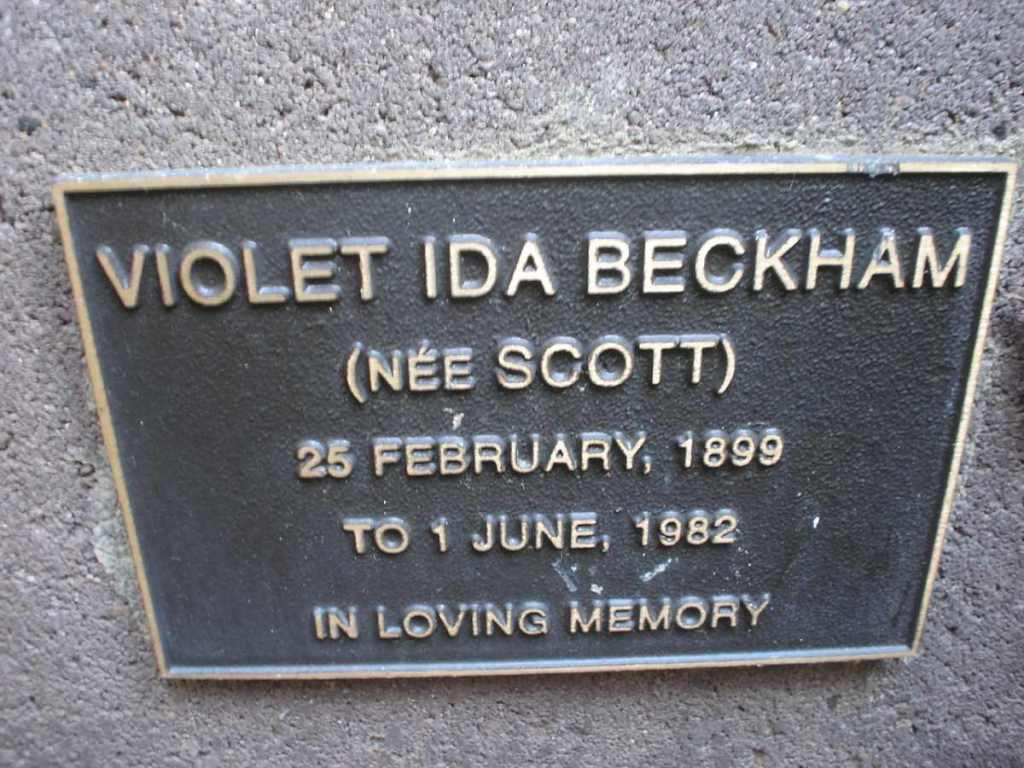 VIOLET IDA BECKHAM
(NÉE SCOTT)
25 FEBRUARY, 1899
TO 1 JUNE, 1982
IN LOVING MEMORY